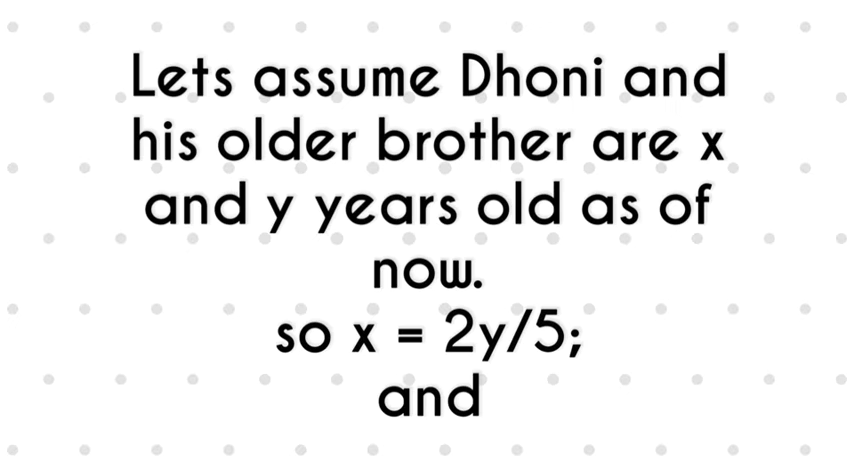 Lets assume Dhoni and
his older brother are x
and y years old as of
now.
so x = 2y/5;
and